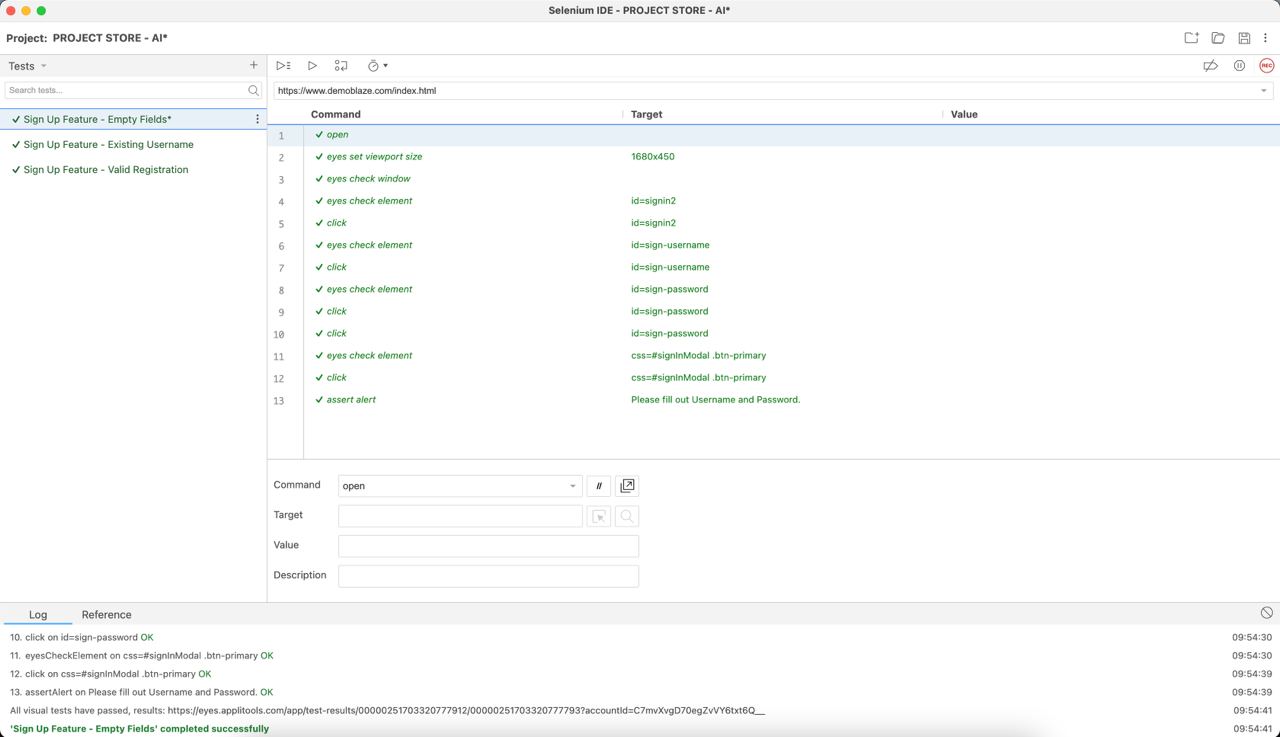 Selenium IDE - PROJECT STORE - AI*
Project: PROJECT STORE - AI*
Tests
+
Search tests...
✓ Sign Up Feature - Empty Fields*
✓ Sign Up Feature - Existing Username
✓ Sign Up Feature - Valid Registration
REC
https://www.demoblaze.com/index.html
Command Target Value
1 ✓ open
2 ✓ eyes set viewport size 1680x450
3 ✓ eyes check window
4 ✓ eyes check element id=signin2
5 ✓ click id=signin2
6 ✓ eyes check element id=sign-username
7 ✓ click id=sign-username
8 ✓ eyes check element id=sign-password
9 ✓ click id=sign-password
10 ✓ click id=sign-password
11 ✓ eyes check element css=#signInModal .btn-primary
12 ✓ click css=#signInModal .btn-primary
13 ✓ assert alert Please fill out Username and Password.
Command open //
Target
Value
Description
Log Reference
10. click on id=sign-password OK 09:54:30
11. eyesCheckElement on css=#signInModal .btn-primary OK 09:54:30
12. click on css=#signInModal .btn-primary OK 09:54:39
13. assertAlert on Please fill out Username and Password. OK 09:54:39
All visual tests have passed, results: https://eyes.applitools.com/app/test-results/00000251703320777912/00000251703320777793?accountId=C7mvXvgD70egZvVY6txt6Q__ 09:54:41
'Sign Up Feature - Empty Fields' completed successfully 09:54:41